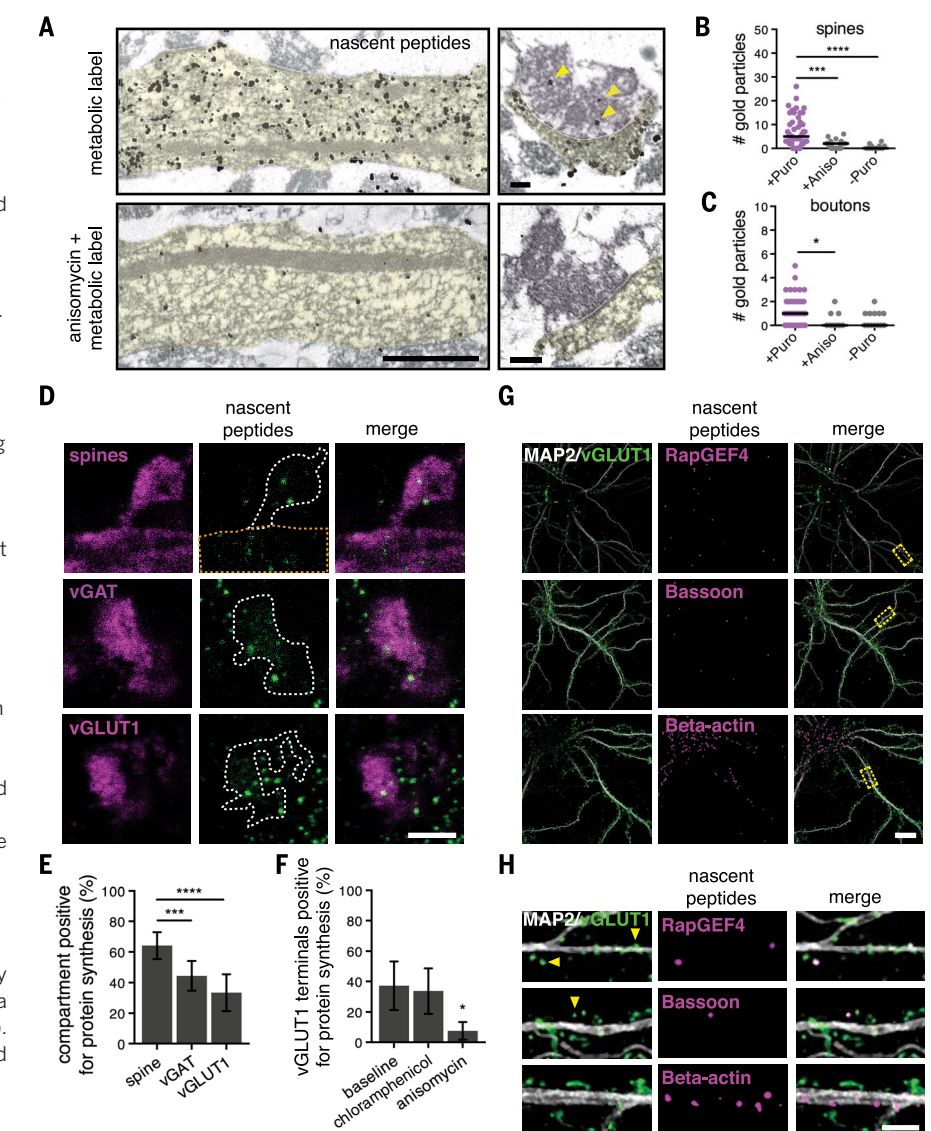 A
nascent peptides
metabolic label
anisomycin +
metabolic label
B
spines
# gold particles
50
40
30
20
10
0
****
***
+Puro
+Aniso
-Puro
C
boutons
# gold particles
10
8
6
4
2
0
*
+Puro
+Aniso
-Puro
D
nascent
peptides
merge
spines
vGAT
vGLUT1
E
compartment positive
for protein synthesis (%)
100
80
60
40
20
0
****
***
spine
vGAT
vGLUT1
F
vGLUT1 terminals positive
for protein synthesis (%)
100
80
60
40
20
0
*
baseline
chloramphenicol
anisomycin
G
nascent
peptides
merge
MAP2/vGLUT1
RapGEF4
Bassoon
Beta-actin
H
nascent
peptides
merge
MAP2/vGLUT1
RapGEF4
Bassoon
Beta-actin